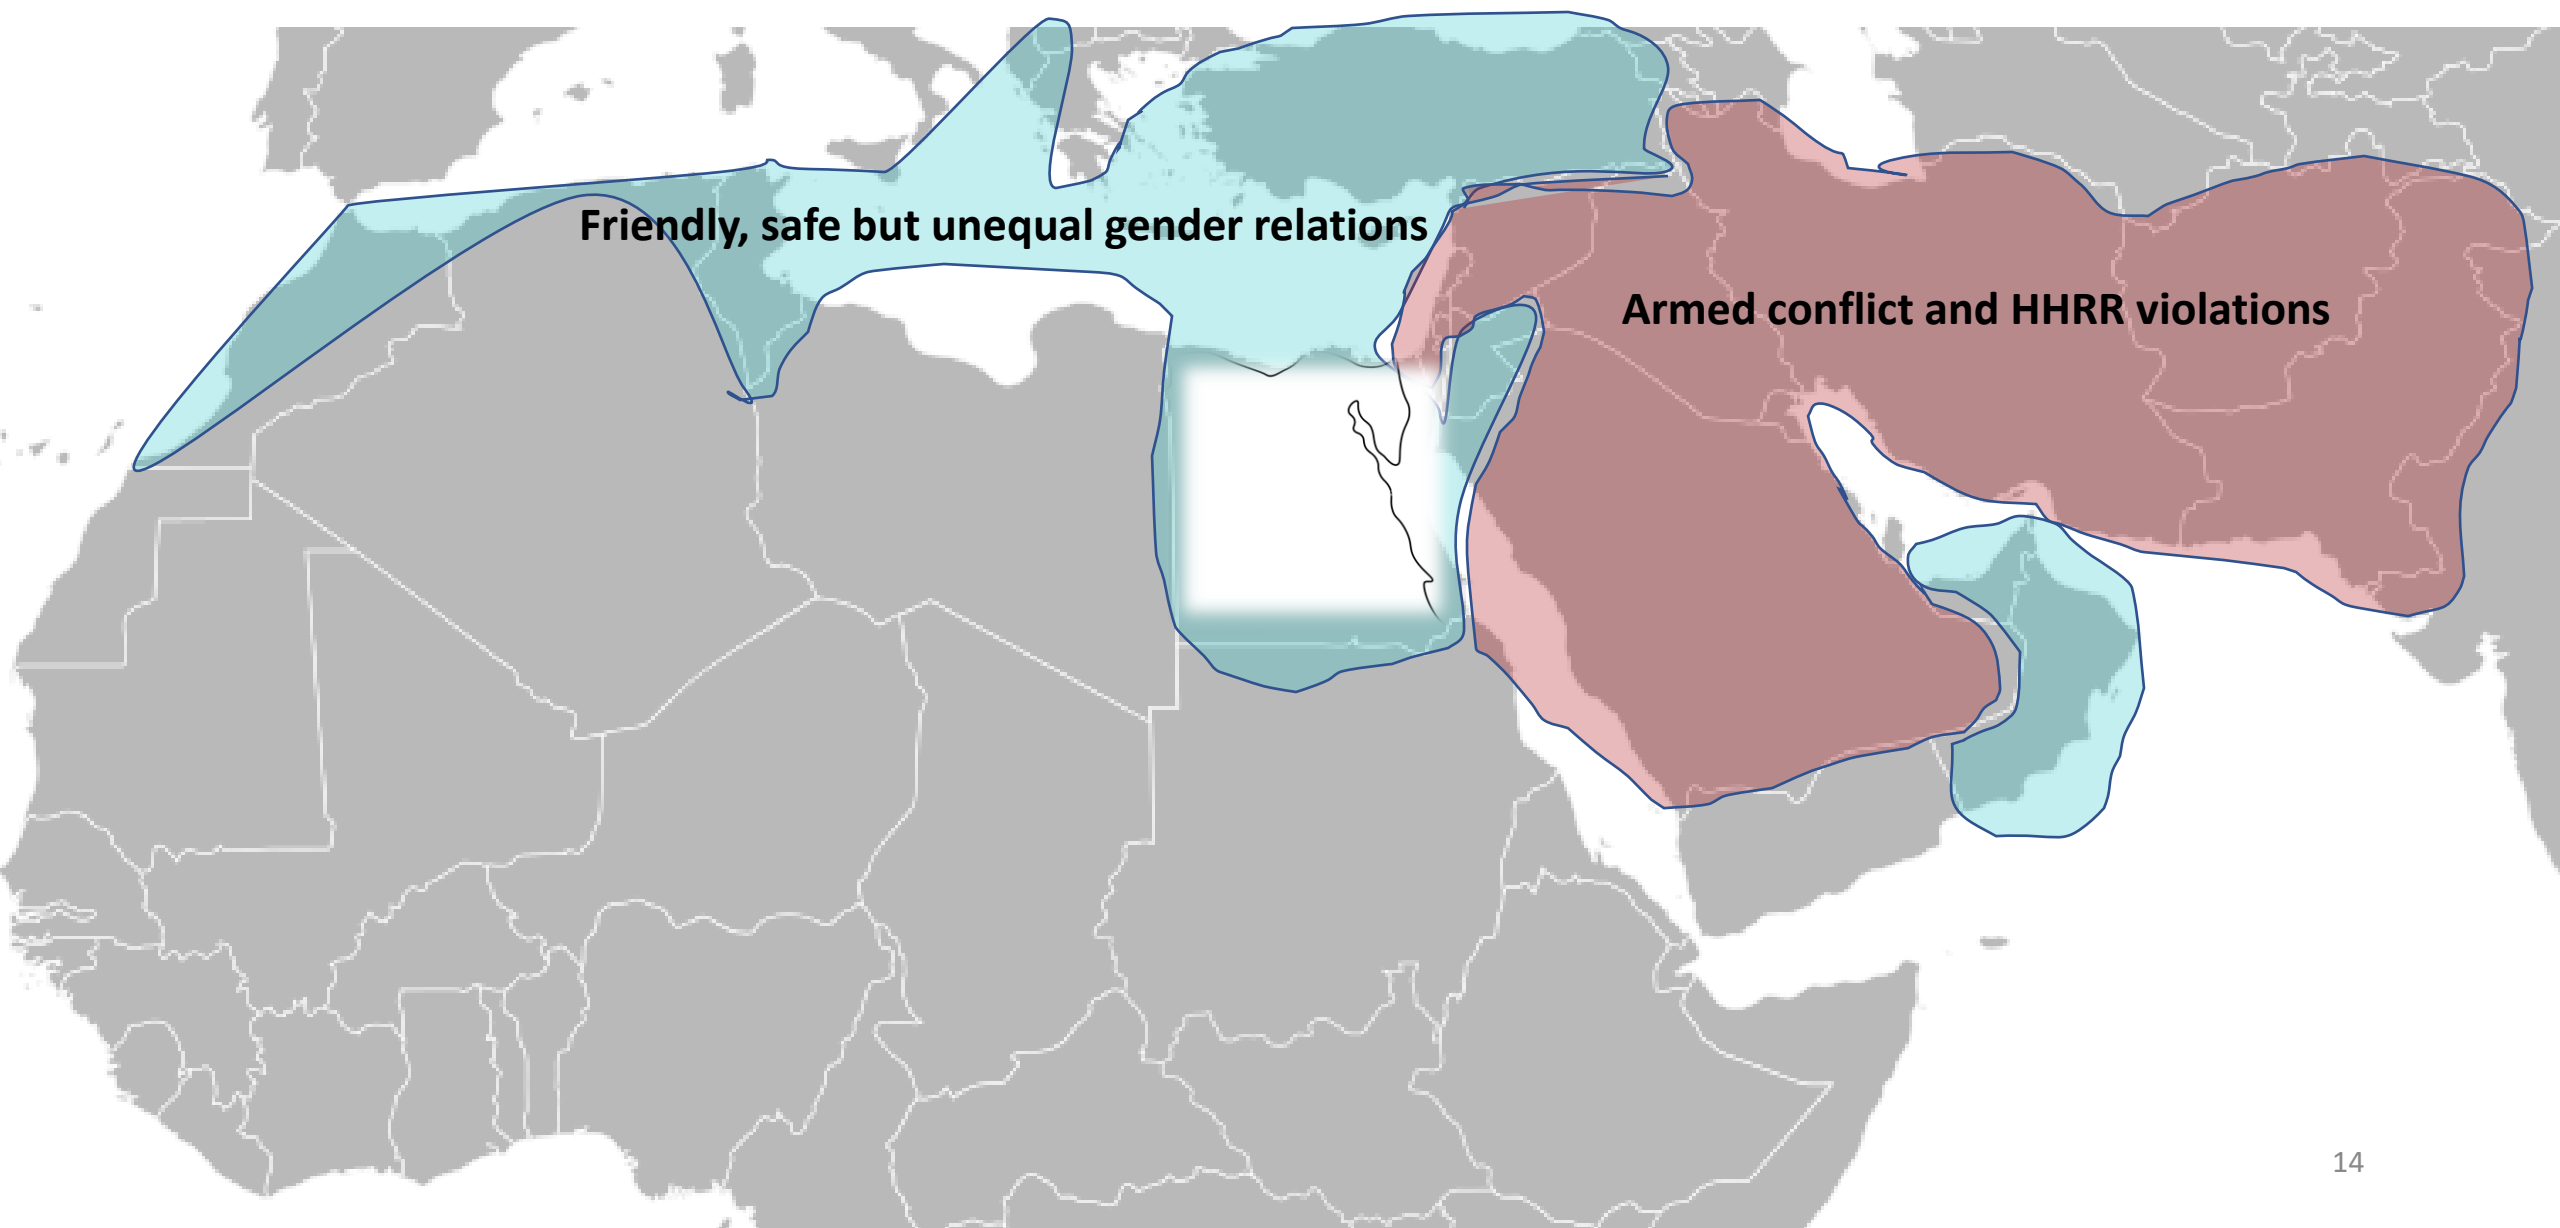 Friendly, safe but unequal gender relations
Armed conflict and HHRR violations
14